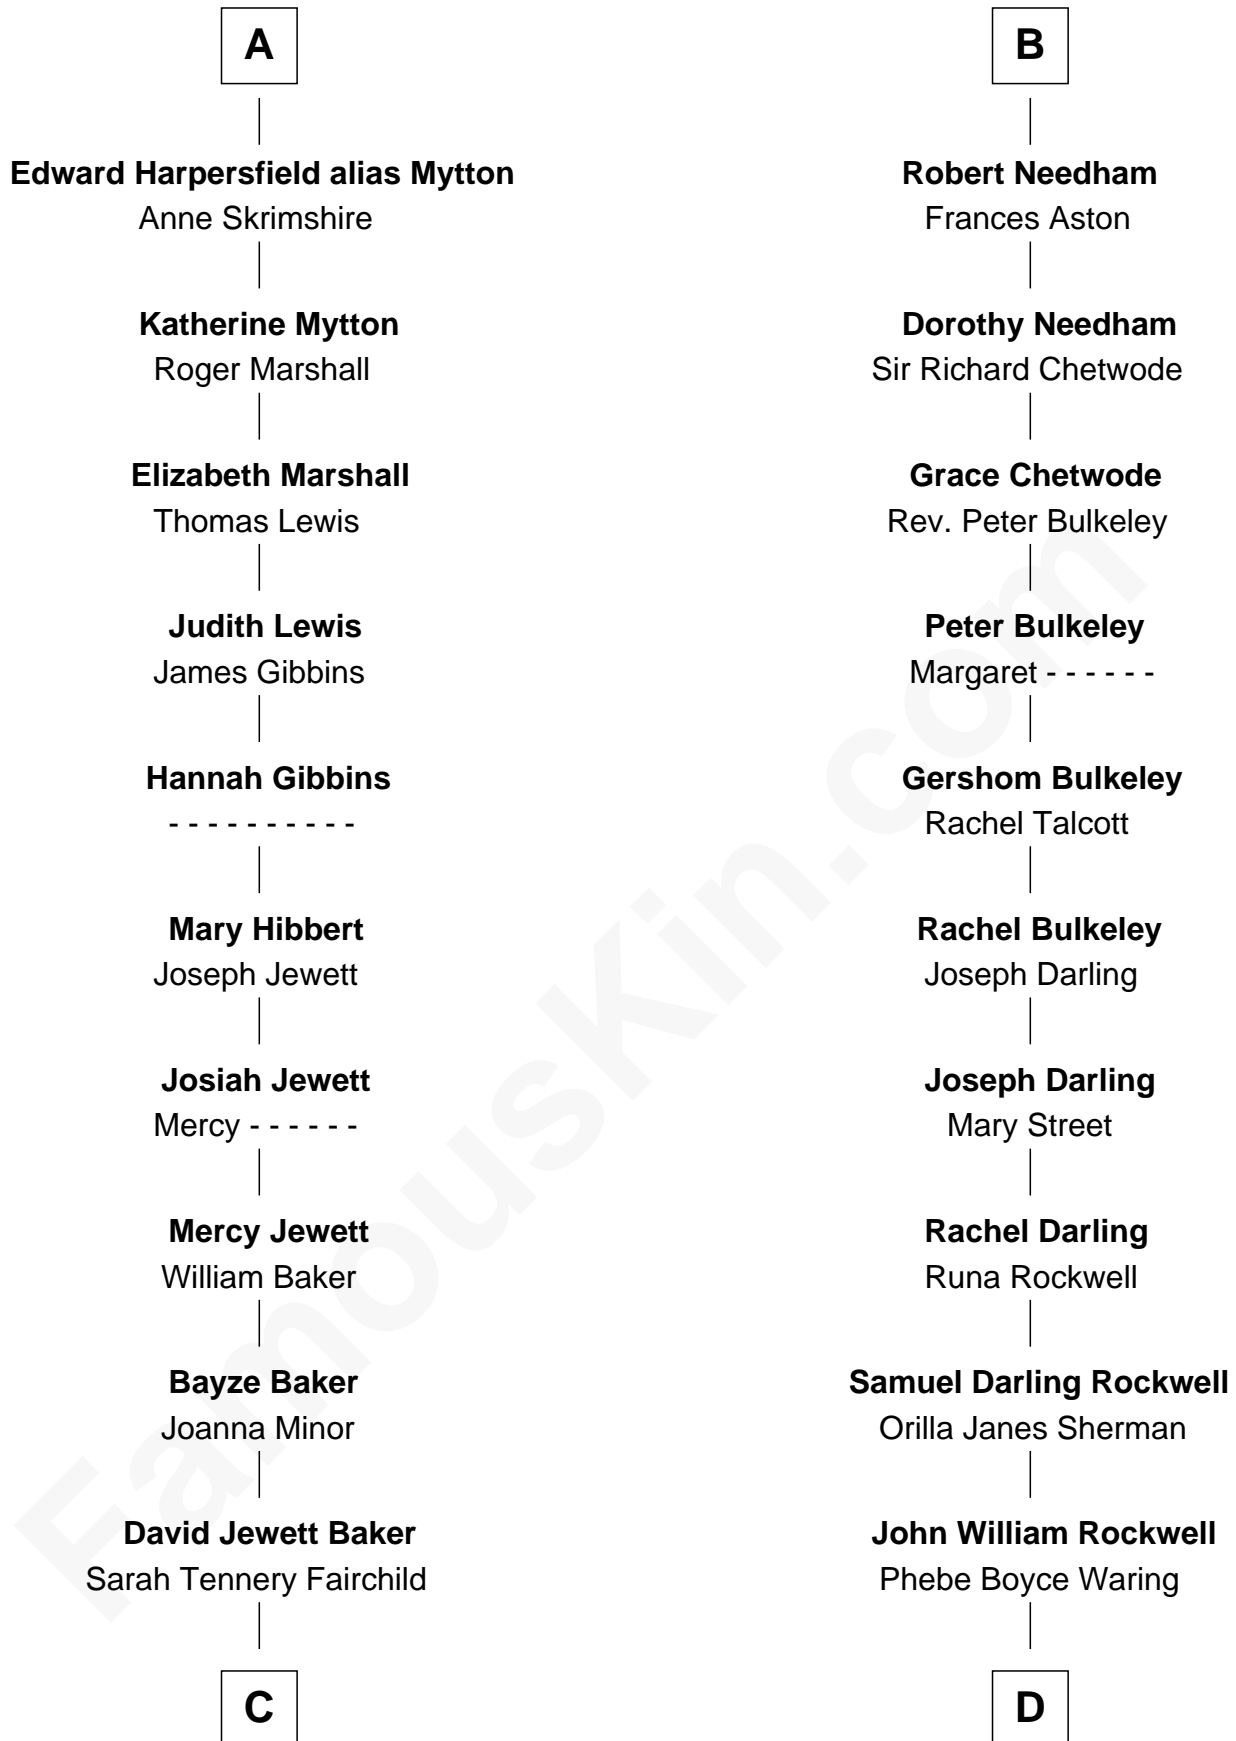 A
Edward Harpersfield alias Mytton
Anne Skrimshire
Katherine Mytton
Roger Marshall
Elizabeth Marshall
Thomas Lewis
Judith Lewis
James Gibbins
Hannah Gibbins
- - - - - - - - - -
Mary Hibbert
Joseph Jewett
Josiah Jewett
Mercy - - - - - -
Mercy Jewett
William Baker
Bayze Baker
Joanna Minor
David Jewett Baker
Sarah Tennery Fairchild
C
B
Robert Needham
Frances Aston
Dorothy Needham
Sir Richard Chetwode
Grace Chetwode
Rev. Peter Bulkeley
Peter Bulkeley
Margaret - - - - - -
Gershom Bulkeley
Rachel Talcott
Rachel Bulkeley
Joseph Darling
Joseph Darling
Mary Street
Rachel Darling
Runa Rockwell
Samuel Darling Rockwell
Orilla Janes Sherman
John William Rockwell
Phebe Boyce Waring
D
FamousKin.com